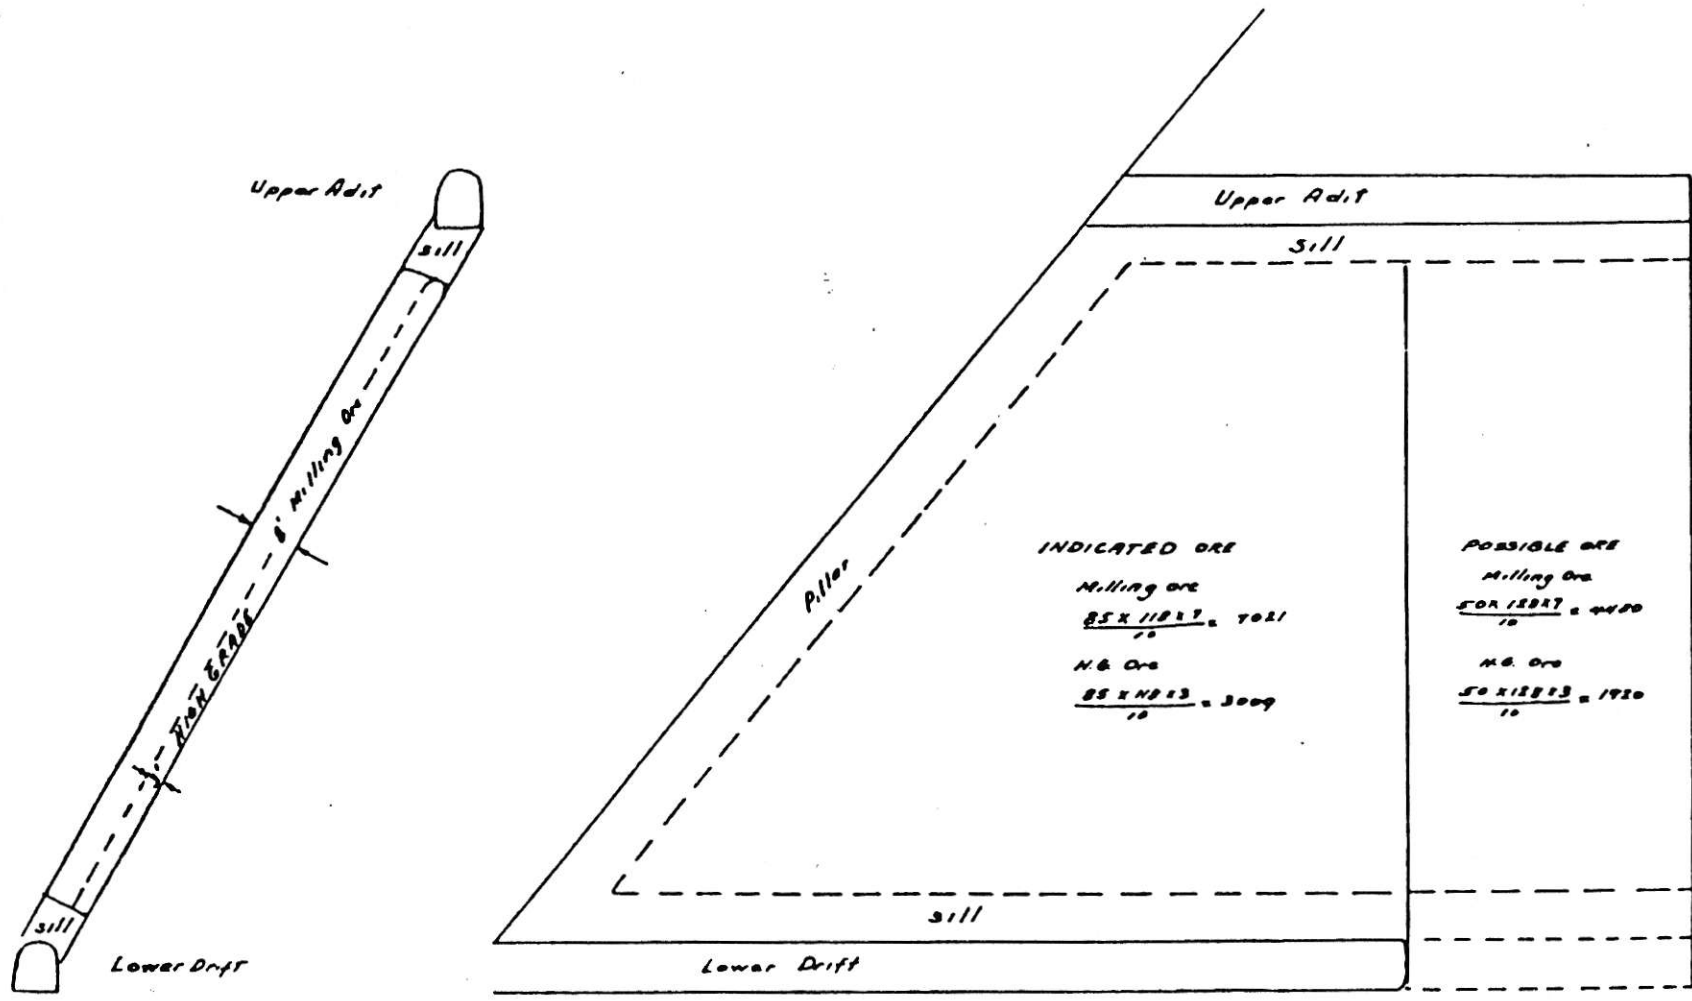 Upper Adit
Sill
8' Milling Ore
HIGH GRADE
Sill
Lower Drift
Upper Adit
Sill
Pillar
INDICATED ORE
Milling ore
85 x 118 x 7 = 7021
10
H.G. Ore
85 x 118 x 3 = 3009
10
POSSIBLE ORE
Milling Ore
50 x 128 x 7 = 4480
10
H.G. Ore
50 x 128 x 3 = 1920
10
Sill
Lower Drift